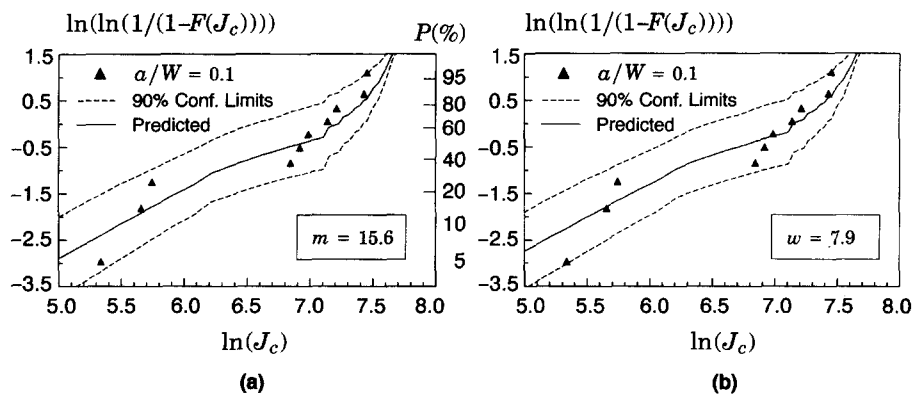 ln(ln(1/(1-F(J_c))))
P(%)
1.5
0.5
−0.5
−1.5
−2.5
−3.5
▲ a/W = 0.1
----- 90% Conf. Limits
— Predicted
m = 15.6
95
80
60
40
20
10
5
5.0 5.5 6.0 6.5 7.0 7.5 8.0
ln(J_c)
(a)
ln(ln(1/(1-F(J_c))))
1.5
0.5
−0.5
−1.5
−2.5
−3.5
▲ a/W = 0.1
----- 90% Conf. Limits
— Predicted
w = 7.9
5.0 5.5 6.0 6.5 7.0 7.5 8.0
ln(J_c)
(b)